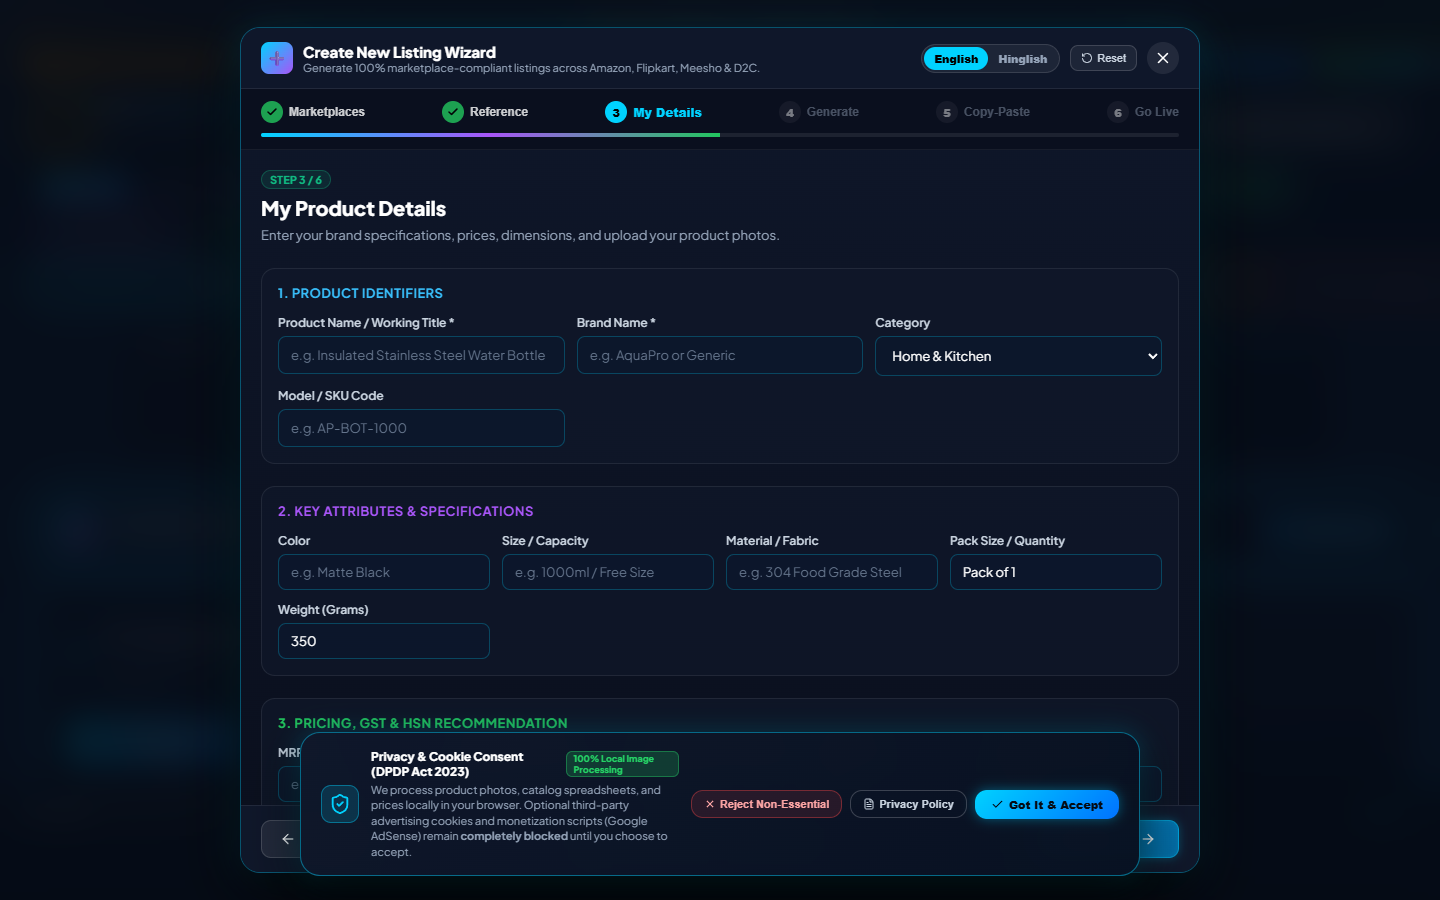 Create New Listing Wizard
Generate 100% marketplace-compliant listings across Amazon, Flipkart, Meesho & D2C.
English
Hinglish
Reset
Marketplaces
Reference
3 My Details
4 Generate
5 Copy-Paste
6 Go Live
STEP 3 / 6
My Product Details
Enter your brand specifications, prices, dimensions, and upload your product photos.
1. PRODUCT IDENTIFIERS
Product Name / Working Title *
Brand Name *
Category
e.g. Insulated Stainless Steel Water Bottle
e.g. AquaPro or Generic
Home & Kitchen
Model / SKU Code
e.g. AP-BOT-1000
2. KEY ATTRIBUTES & SPECIFICATIONS
Color
Size / Capacity
Material / Fabric
Pack Size / Quantity
e.g. Matte Black
e.g. 1000ml / Free Size
e.g. 304 Food Grade Steel
Pack of 1
Weight (Grams)
350
3. PRICING, GST & HSN RECOMMENDATION
Privacy & Cookie Consent
(DPDP Act 2023)
100% Local Image
Processing
We process product photos, catalog spreadsheets, and
prices locally in your browser. Optional third-party
advertising cookies and monetization scripts (Google
AdSense) remain completely blocked until you choose to
accept.
Reject Non-Essential
Privacy Policy
Got It & Accept